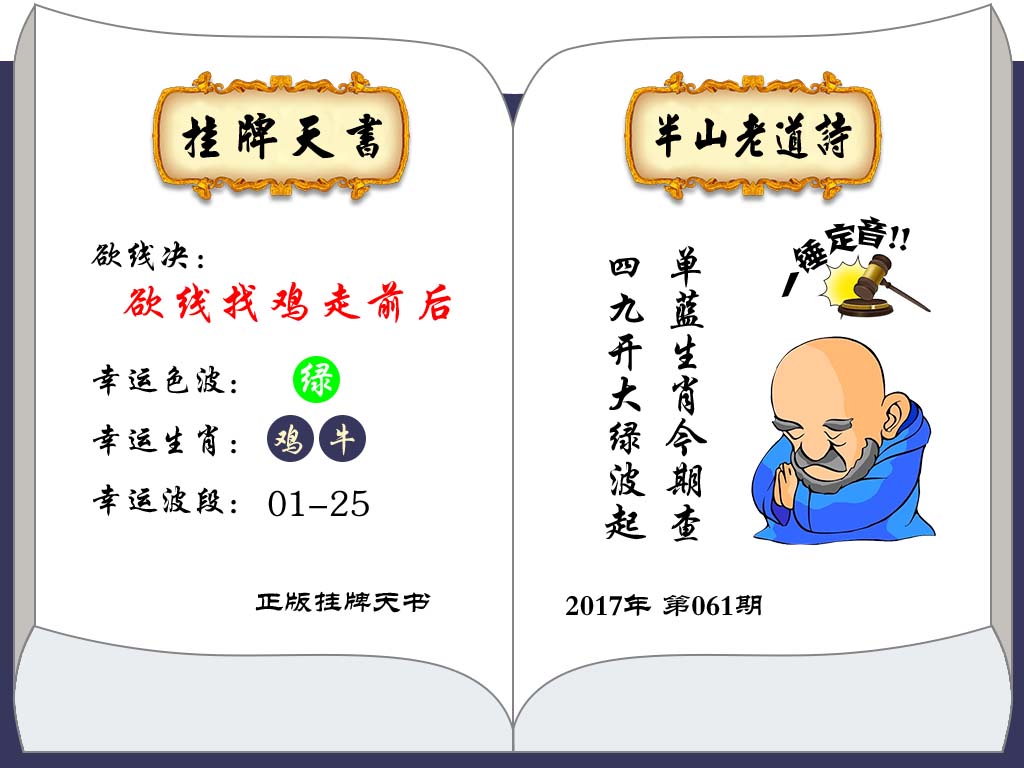 挂牌天書
欲线决：
欲线找鸡走前后
幸运色波： 绿
幸运生肖： 鸡 牛
幸运波段： 01-25
正版挂牌天书
半山老道詩
1锤定音!!
单蓝生肖今期查
四九开大绿波起
2017年 第061期